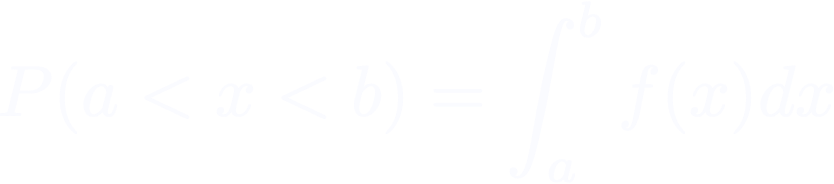 P(a < x < b) = ∫_a^b f(x)dx